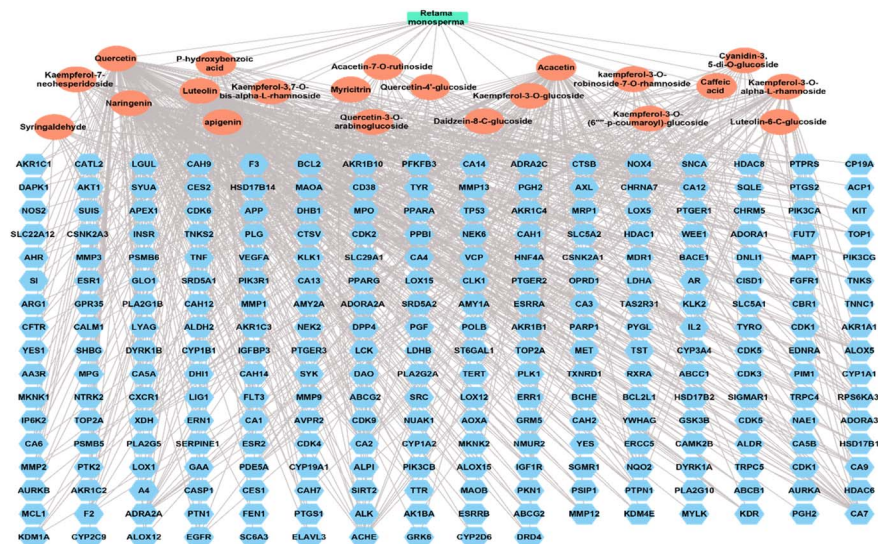 Retama
monosperma
Quercetin
P-hydroxybenzoic
acid
Kaempferol-7-
neohesperidoside
Luteolin
Kaempferol-3,7-O-
bis-alpha-L-rhamnoside
Acacetin-7-O-rutinoside
Myricitrin
Quercetin-4'-glucoside
Acacetin
Kaempferol-3-O-glucoside
kaempferol-3-O-
robinoside-7-O-rhamnoside
Cyanidin-3,
5-di-O-glucoside
Caffeic
acid
Kaempferol-3-O-
alpha-L-rhamnoside
Naringenin
Syringaldehyde
apigenin
Quercetin-3-O-
arabinoglucoside
Daidzein-8-C-glucoside
Kaempferol-3-O-
-p-coumaroyl)-glucoside
Luteolin-6-C-glucoside
AKR1C1 CATL2 LGUL CAH9 F3 BCL2 AKR1B10 PFKFB3 CA14 ADRA2C CTSB NOX4 SNCA HDAC8 PTPRS CP19A
DAPK1 AKT1 SYUA CES2 HSD17B14 MAOA CD38 TYR MMP13 PGH2 AXL CHRNA7 CA12 SQLE PTGS2 ACP1
NOS2 SUIS APEX1 CDK6 APP DHB1 MPO PPARA TP53 AKR1C4 MRP1 LOX5 PTGER1 CHRM5 PIK3CA KIT
SLC22A12 CSNK2A3 INSR TNKS2 PLG CTSV CDK2 PPBI NEK6 CAH1 SLC5A2 HDAC1 WEE1 ADORA1 FUT7 TOP1
AHR MMP3 PSMB6 TNF VEGFA KLK1 SLC29A1 CA4 VCP HNF4A CSNK2A1 MDR1 BACE1 DNLI1 MAPT PIK3CG
SI ESR1 GLO1 SRD5A1 PIK3R1 CA13 PPARG LOX15 CLK1 PTGER2 OPRD1 LDHA AR CISD1 FGFR1 TNKS
ARG1 GPR35 PLA2G1B CAH12 MMP1 AMY2A ADORA2A SRD5A2 AMY1A ESRRA CA3 TAS2R31 KLK2 SLC5A1 CBR1 TNNC1
CFTR CALM1 LYAG ALDH2 AKR1C3 NEK2 DPP4 PGF POLB AKR1B1 PARP1 PYGL IL2 TYRO CDK1 AKR1A1
YES1 SHBG DYRK1B CYP1B1 IGFBP3 PTGER3 LCK LDHB ST6GAL1 TOP2A MET TST CYP3A4 CDK5 EDNRA ALOX5
AA3R MPG CA5A DHI1 CAH14 SYK DAO PLA2G2A TERT PLK1 TXNRD1 RXRA ABCC1 CDK3 PIM1 CYP1A1
MKNK1 NTRK2 CXCR1 LIG1 FLT3 MMP9 ABCG2 SRC LOX12 ERR1 BCHE BCL2L1 HSD17B2 SIGMAR1 TRPC4 RPS6KA3
IP6K2 TOP2A XDH ERN1 CA1 AVPR2 CDK9 NUAK1 AOXA GRM5 CAH2 YWHAG GSK3B CDK5 NAE1 ADORA3
CA6 PSMB5 PLA2G5 SERPINE1 ESR2 CDK4 CA2 CYP1A2 MKNK2 NMUR2 YES ERCC5 CAMK2B ALDR CA5B HSD17B1
MMP2 PTK2 LOX1 GAA PDE5A CYP19A1 ALPI PIK3CB ALOX15 IGF1R SGMR1 NQO2 DYRK1A TRPC5 CDK1 CA9
AURKB AKR1C2 A4 CASP1 CES1 CAH7 SIRT2 TTR MAOB PKN1 PSIP1 PTPN1 PLA2G10 ABCB1 AURKA HDAC6
MCL1 F2 ADRA2A PTN1 FEN1 PTGS1 ALK AK1BA ESRRB ABCG2 MMP12 KDM4E MYLK KDR PGH2 CA7
KDM1A CYP2C9 ALOX12 EGFR SC6A3 ELAVL3 ACHE GRK6 CYP2D6 DRD4